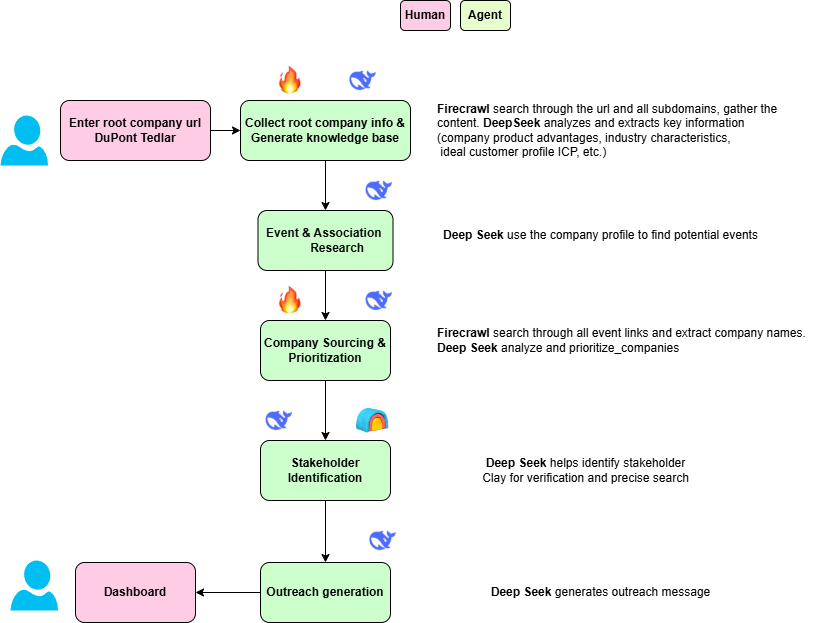 Human
Agent
Enter root company url
DuPont Tedlar
Collect root company info &
Generate knowledge base
Firecrawl search through the url and all subdomains, gather the
content. DeepSeek analyzes and extracts key information
(company product advantages, industry characteristics,
ideal customer profile ICP, etc.)
Event & Association
Research
Deep Seek use the company profile to find potential events
Company Sourcing &
Prioritization
Firecrawl search through all event links and extract company names.
Deep Seek analyze and prioritize_companies
Stakeholder
Identification
Deep Seek helps identify stakeholder
Clay for verification and precise search
Dashboard
Outreach generation
Deep Seek generates outreach message